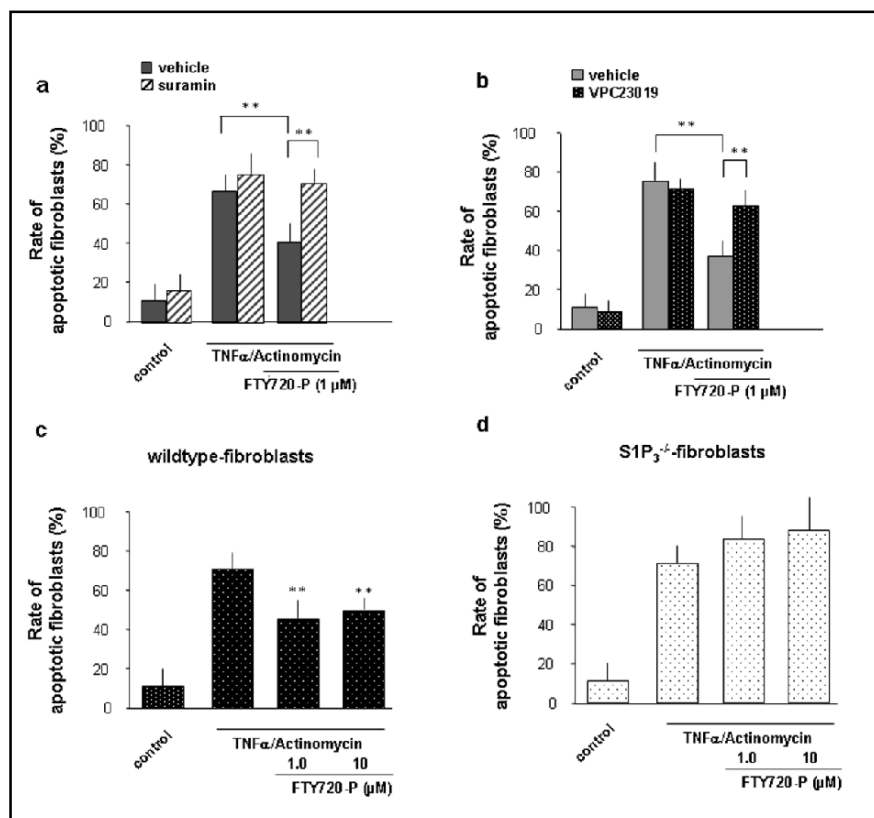 a
vehicle
suramin
** **
Rate of
apoptotic fibroblasts (%)
100
80
60
40
20
0
control
TNFα/Actinomycin
FTY720-P (1 µM)
b
vehicle
VPC23019
** **
Rate of
apoptotic fibroblasts (%)
100
80
60
40
20
0
control
TNFα/Actinomycin
FTY720-P (1 µM)
c
wildtype-fibroblasts
Rate of
apoptotic fibroblasts (%)
100
80
60
40
20
0
** **
control
TNFα/Actinomycin
1.0 10
FTY720-P (µM)
d
S1P₃⁻/⁻-fibroblasts
Rate of
apoptotic fibroblasts (%)
100
80
60
40
20
0
control
TNFα/Actinomycin
1.0 10
FTY720-P (µM)